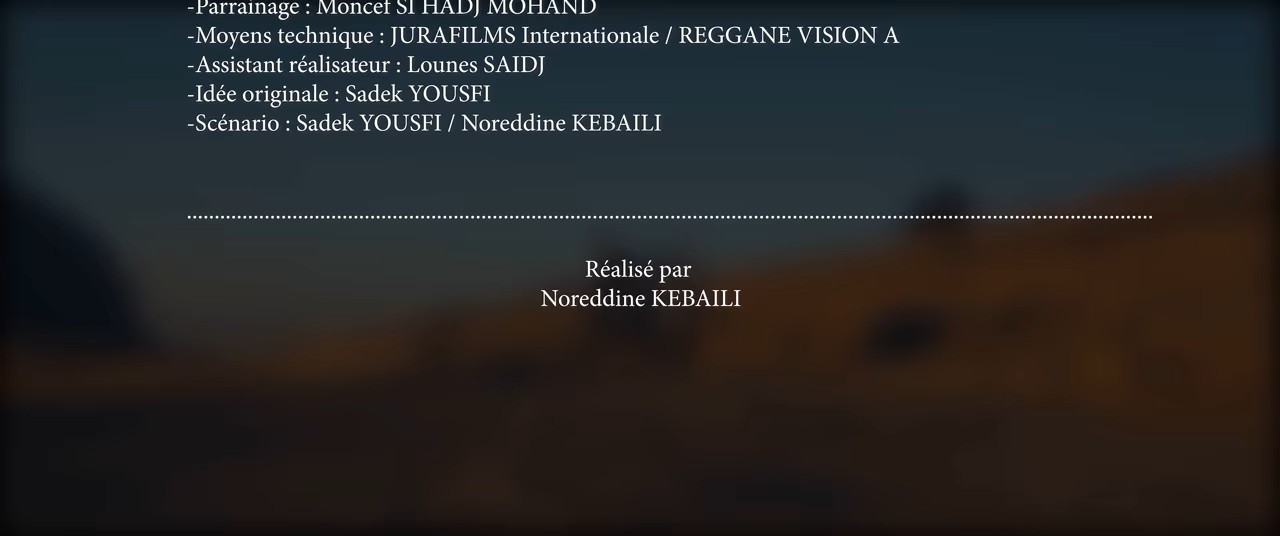 -Parrainage : Moncef SI HADJ MOHAND
-Moyens technique : JURAFILMS Internationale / REGGANE VISION A
-Assistant réalisateur : Lounes SAIDJ
-Idée originale : Sadek YOUSFI
-Scénario : Sadek YOUSFI / Noreddine KEBAILI
Réalisé par
Noreddine KEBAILI